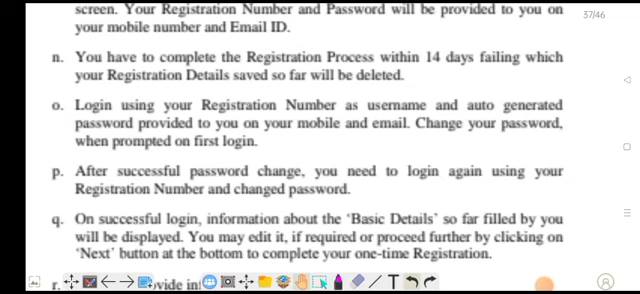 screen. Your Registration Number and Password will be provided to you on
your mobile number and Email ID.
37/46
n. You have to complete the Registration Process within 14 days failing which
your Registration Details saved so far will be deleted.
o. Login using your Registration Number as username and auto generated
password provided to you on your mobile and email. Change your password,
when prompted on first login.
p. After successful password change, you need to login again using your
Registration Number and changed password.
q. On successful login, information about the ‘Basic Details’ so far filled by you
will be displayed. You may edit it, if required or proceed further by clicking on
‘Next’ button at the bottom to complete your one-time Registration.
r.